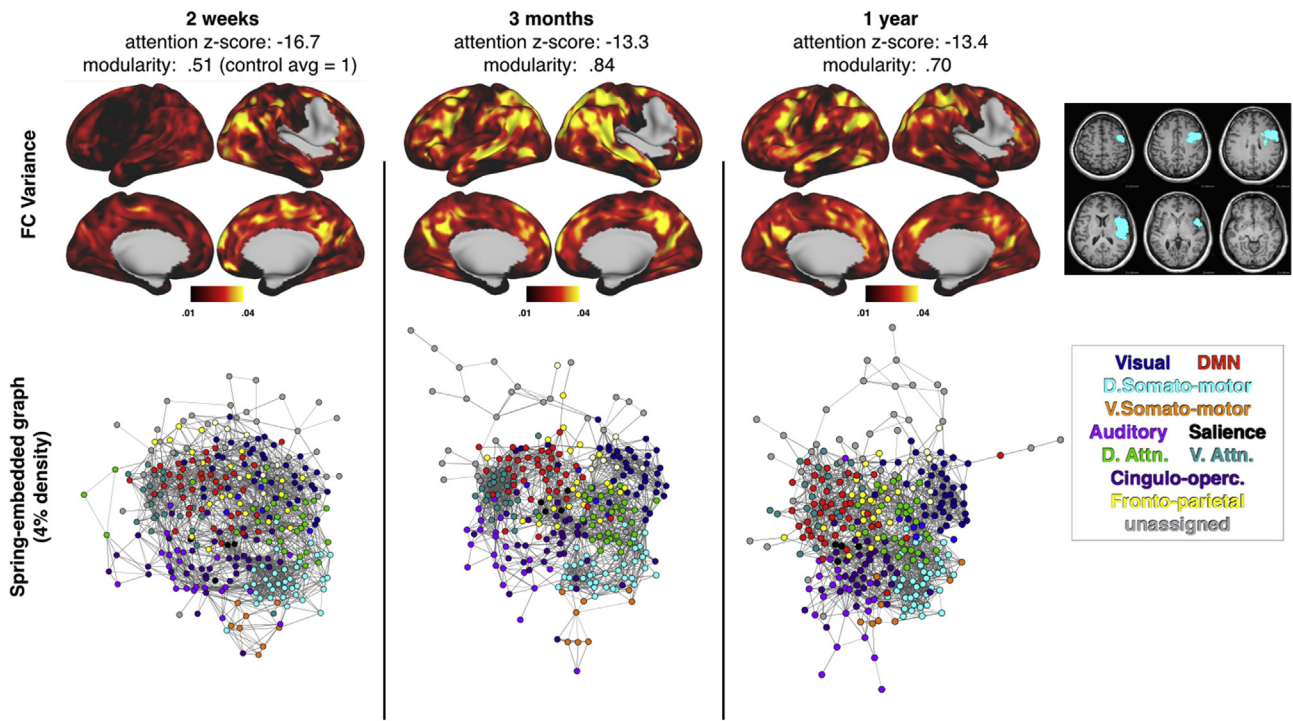 2 weeks
attention z-score: -16.7
modularity: .51 (control avg = 1)
3 months
attention z-score: -13.3
modularity: .84
1 year
attention z-score: -13.4
modularity: .70
FC Variance
.01 .04
.01 .04
.01 .04
Spring-embedded graph
(4% density)
Visual DMN
D.Somato-motor
V.Somato-motor
Auditory Salience
D. Attn. V. Attn.
Cingulo-operc.
Fronto-parietal
unassigned